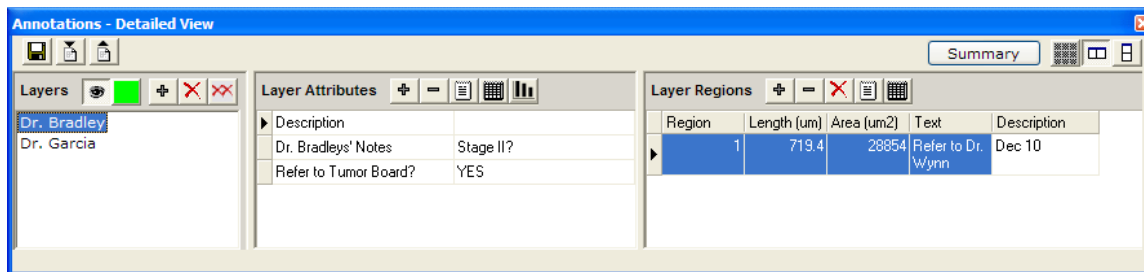 Annotations - Detailed View
Summary
Layers
Layer Attributes
Layer Regions
Dr. Bradley
Dr. Garcia
Description
Dr. Bradleys' Notes Stage II?
Refer to Tumor Board? YES
Region Length (um) Area (um2) Text Description
1 719.4 28854 Refer to Dr. Dec 10
Wynn